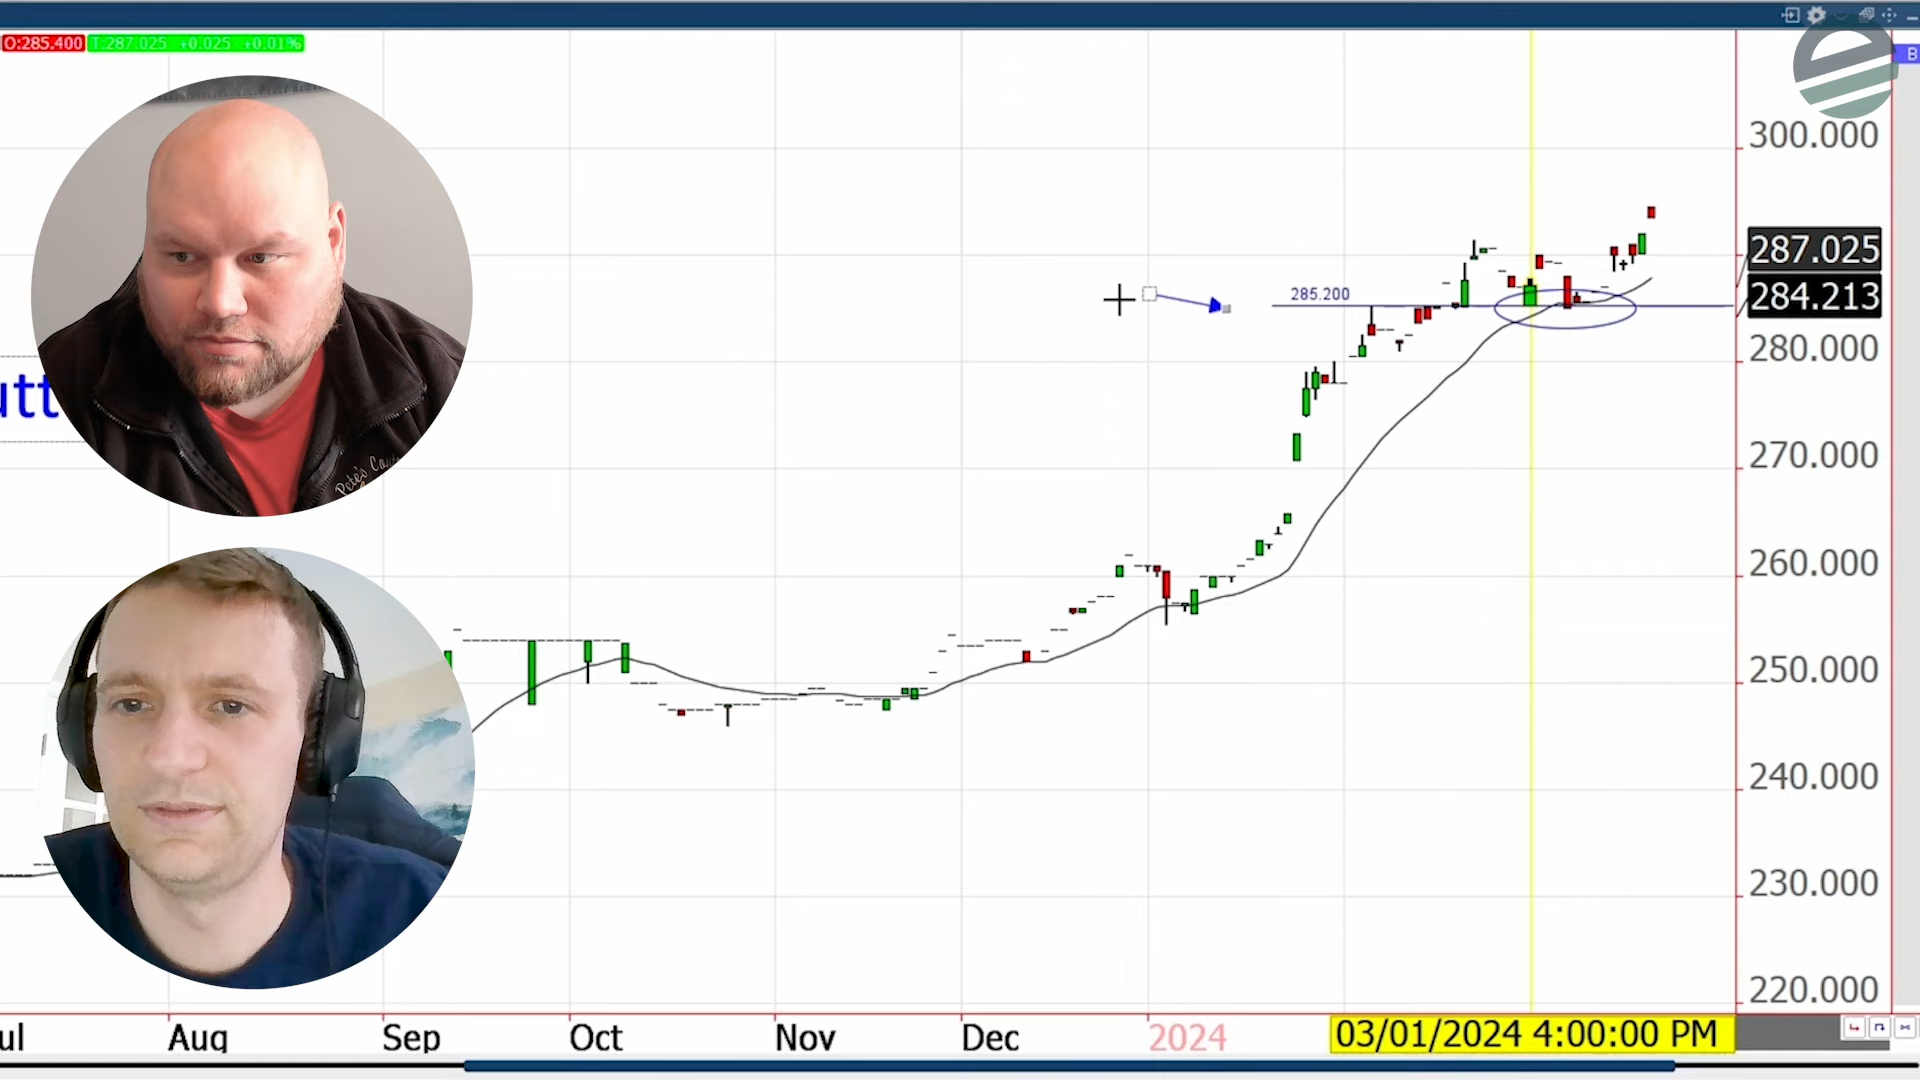 O:285.400 T:287.025 +0.025 +0.01%
B
300.000
287.025
285.200
284.213
280.000
utt
270.000
Pete's
260.000
250.000
240.000
230.000
220.000
ul Aug Sep Oct Nov Dec 2024 03/01/2024 4:00:00 PM